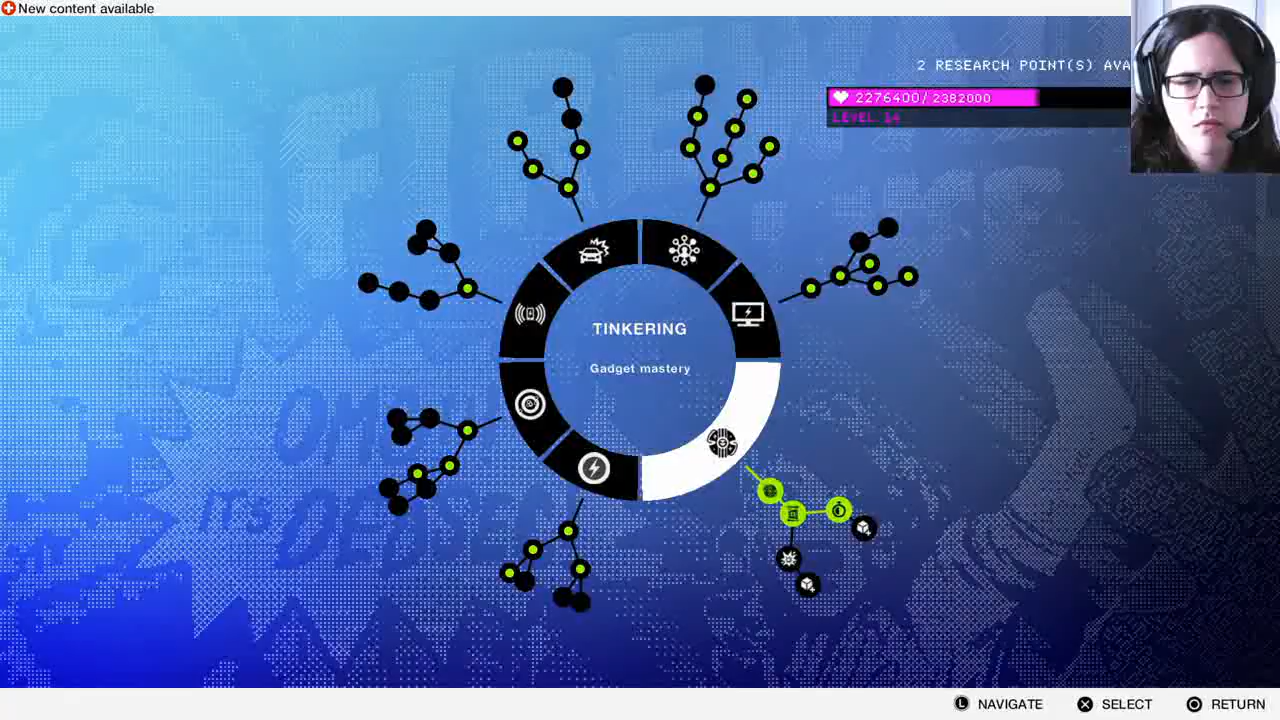 New content available
2 RESEARCH POINT(S) AVA
2276400/2382000
LEVEL 14
TINKERING
Gadget mastery
NAVIGATE
SELECT
RETURN